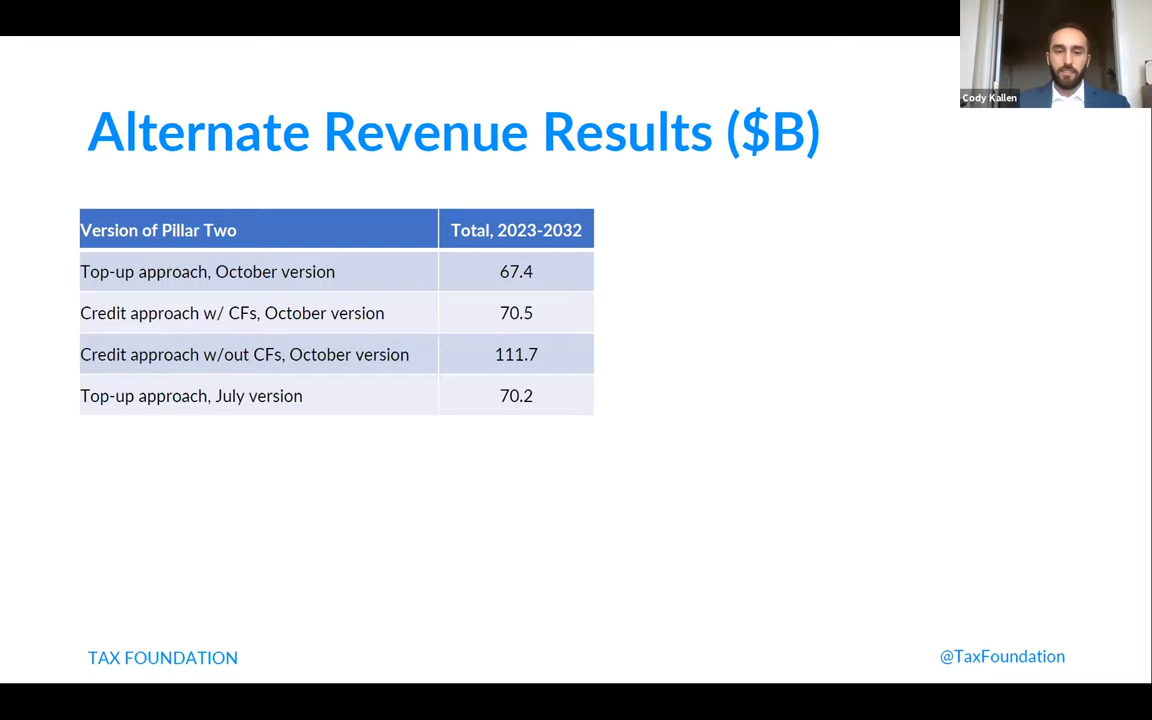 Cody Kallen
Alternate Revenue Results ($B)
Version of Pillar Two Total, 2023-2032
Top-up approach, October version 67.4
Credit approach w/ CFs, October version 70.5
Credit approach w/out CFs, October version 111.7
Top-up approach, July version 70.2
TAX FOUNDATION @TaxFoundation